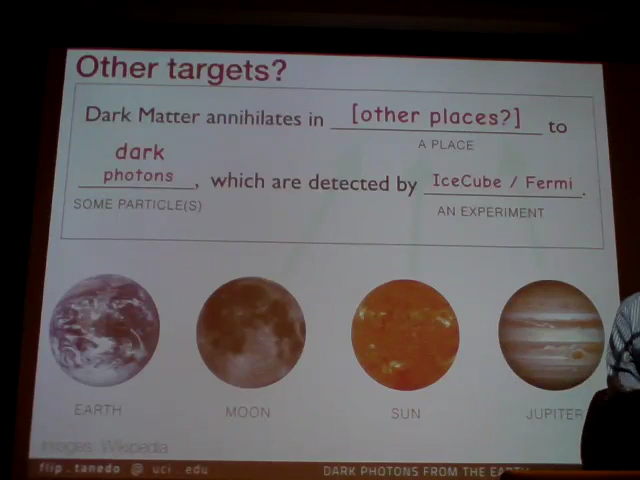 Other targets?
Dark Matter annihilates in [other places?] to
A PLACE
dark
photons, which are detected by IceCube / Fermi.
SOME PARTICLE(S)
AN EXPERIMENT
EARTH MOON SUN JUPITER
Images: Wikipedia
flip.tanedo @ uci.edu DARK PHOTONS FROM THE EARTH